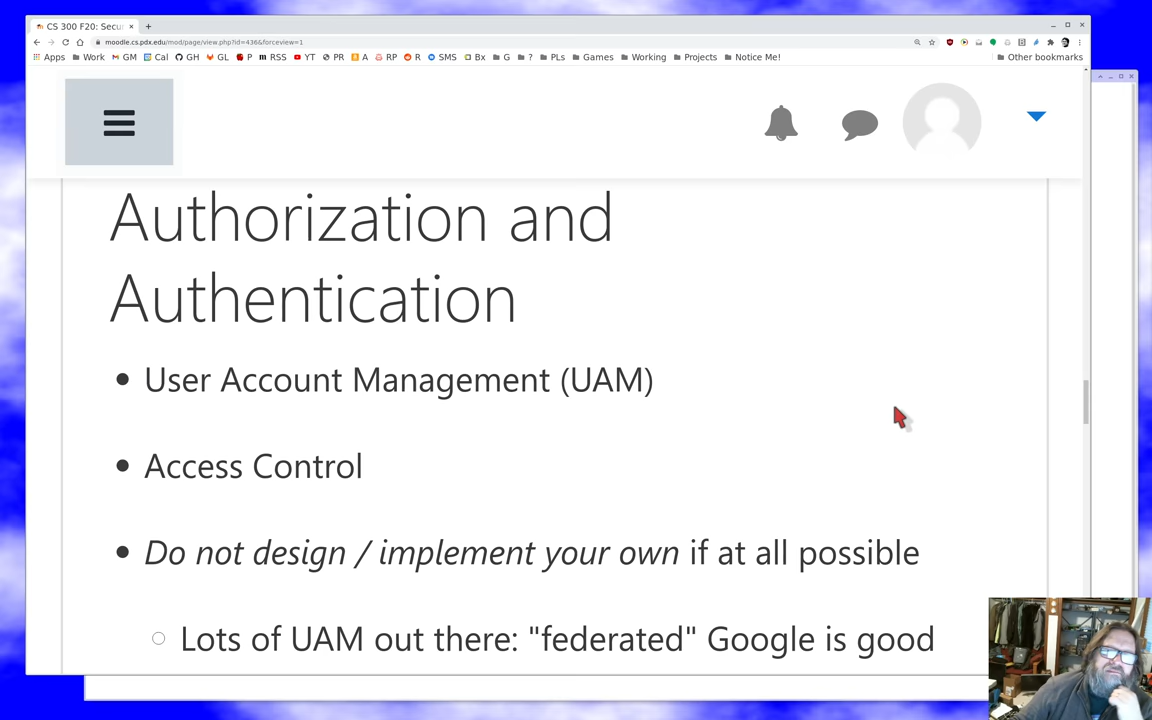 CS 300 F20: Secur
moodle.cs.pdx.edu/mod/page/view.php?id=436&forceview=1
Apps Work GM Cal GH GL P RSS YT PR A RP R SMS Bx G ? PLs Games Working Projects Notice Me! Other bookmarks
Authorization and
Authentication
User Account Management (UAM)
Access Control
Do not design / implement your own if at all possible
Lots of UAM out there: "federated" Google is good